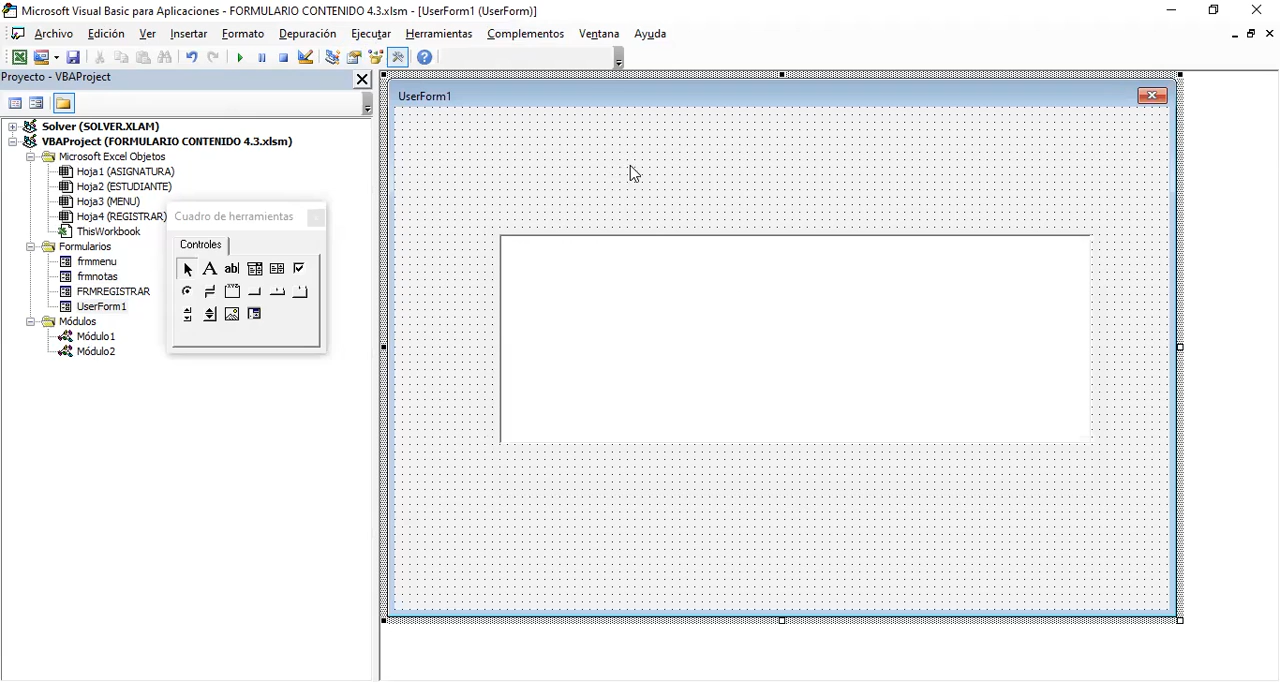 Microsoft Visual Basic para Aplicaciones - FORMULARIO CONTENIDO 4.3.xlsm - [UserForm1 (UserForm)]
Archivo Edición Ver Insertar Formato Depuración Ejecutar Herramientas Complementos Ventana Ayuda
Proyecto - VBAProject
Solver (SOLVER.XLAM)
VBAProject (FORMULARIO CONTENIDO 4.3.xlsm)
Microsoft Excel Objetos
Hoja1 (ASIGNATURA)
Hoja2 (ESTUDIANTE)
Hoja3 (MENU)
Hoja4 (REGISTRAR)
ThisWorkbook
Formularios
frmmenu
frmnotas
FRMREGISTRAR
UserForm1
Módulos
Módulo1
Módulo2
Cuadro de herramientas
Controles
A ab|
XYZ
UserForm1